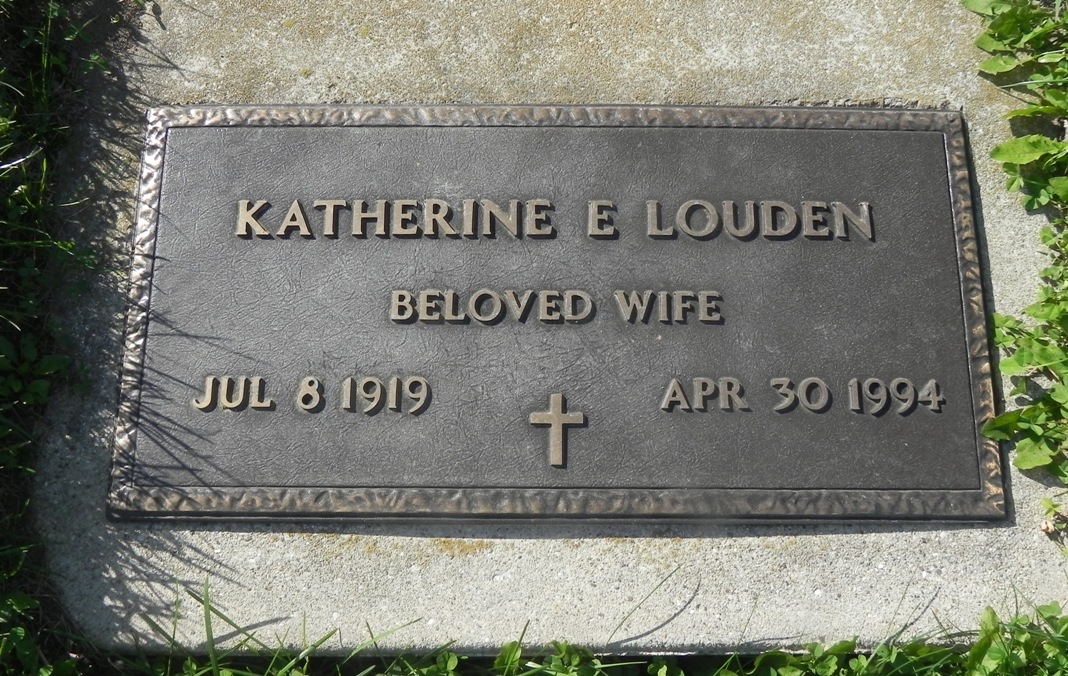 KATHERINE E LOUDEN
BELOVED WIFE
JUL 8 1919 APR 30 1994